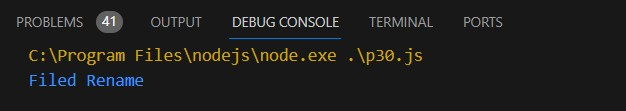 PROBLEMS 41 OUTPUT DEBUG CONSOLE TERMINAL PORTS
C:\Program Files\nodejs\node.exe .\p30.js
Filed Rename